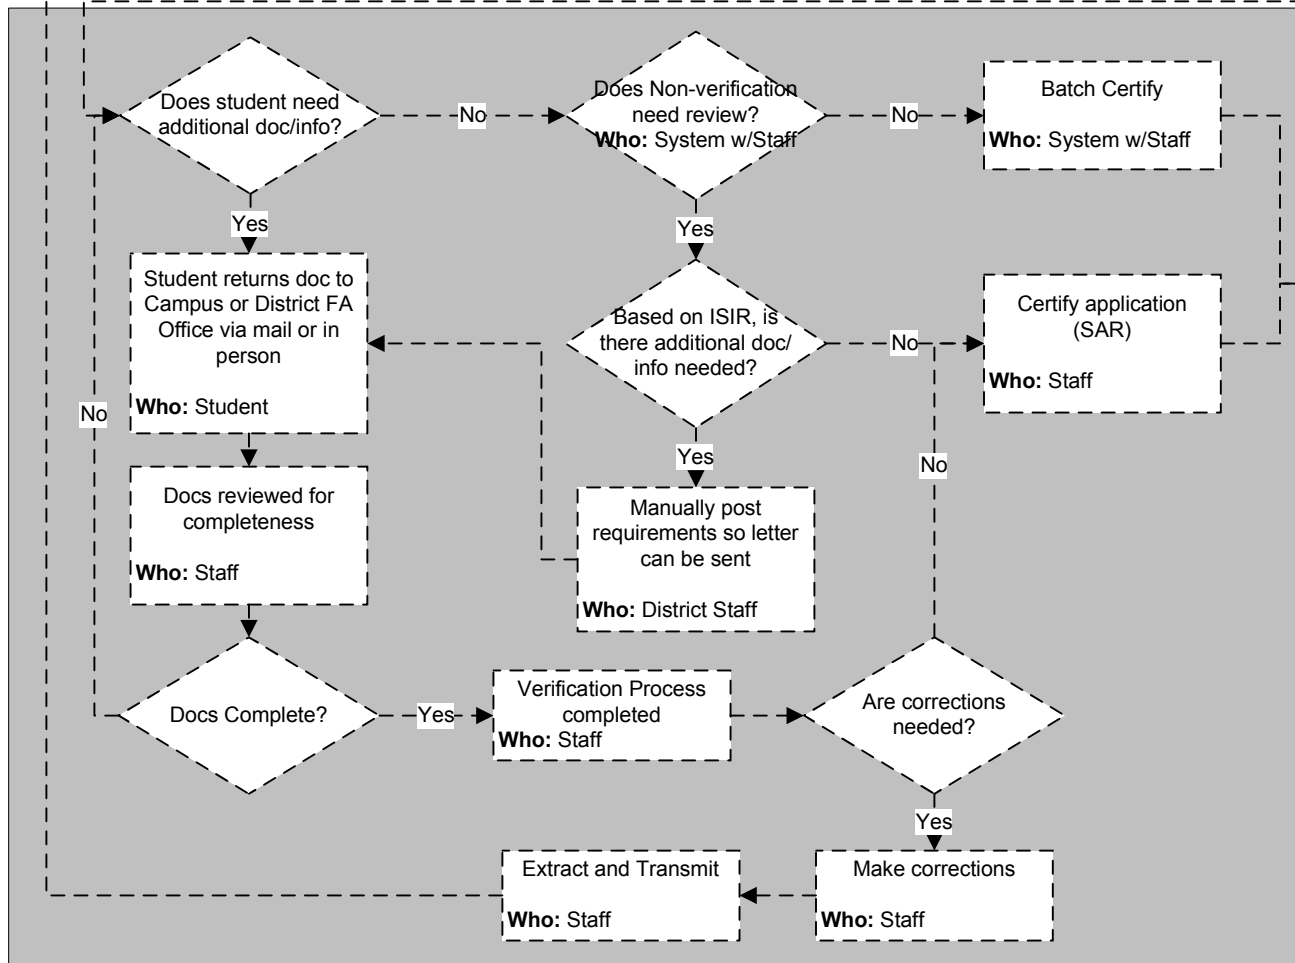 Does student need
additional doc/info?
No
Does Non-verification
need review?
Who: System w/Staff
No
Batch Certify
Who: System w/Staff
Yes
Yes
Student returns doc to
Campus or District FA
Office via mail or in
person
Who: Student
Based on ISIR, is
there additional doc/
info needed?
No
Certify application
(SAR)
Who: Staff
No
Yes
No
Docs reviewed for
completeness
Who: Staff
Manually post
requirements so letter
can be sent
Who: District Staff
Docs Complete?
Yes
Verification Process
completed
Who: Staff
Are corrections
needed?
Yes
Extract and Transmit
Who: Staff
Make corrections
Who: Staff